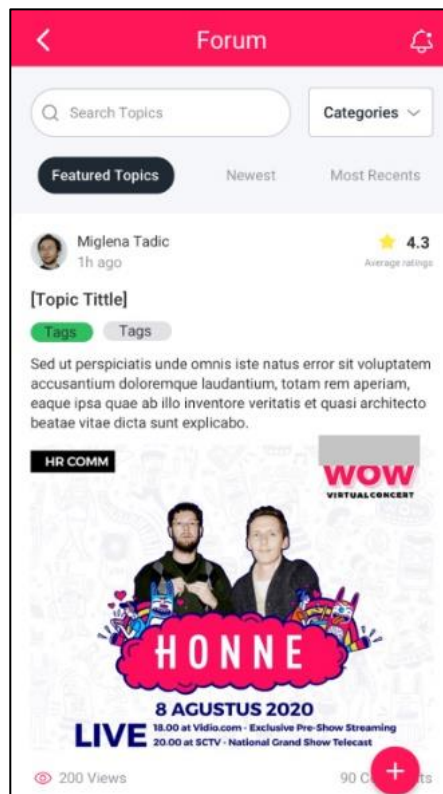 Forum
Search Topics
Categories
Featured Topics Newest Most Recents
Miglena Tadic
4.3
1h ago
Average ratings
[Topic Tittle]
Tags Tags
Sed ut perspiciatis unde omnis iste natus error sit voluptatem
accusantium doloremque laudantium, totam rem aperiam,
eaque ipsa quae ab illo inventore veritatis et quasi architecto
beatae vitae dicta sunt explicabo.
HR COMM
WOW
VIRTUAL CONCERT
HONNE
8 AGUSTUS 2020
LIVE
18.00 at Vidio.com - Exclusive Pre-Show Streaming
20.00 at SCTV - National Grand Show Telecast
200 Views
90